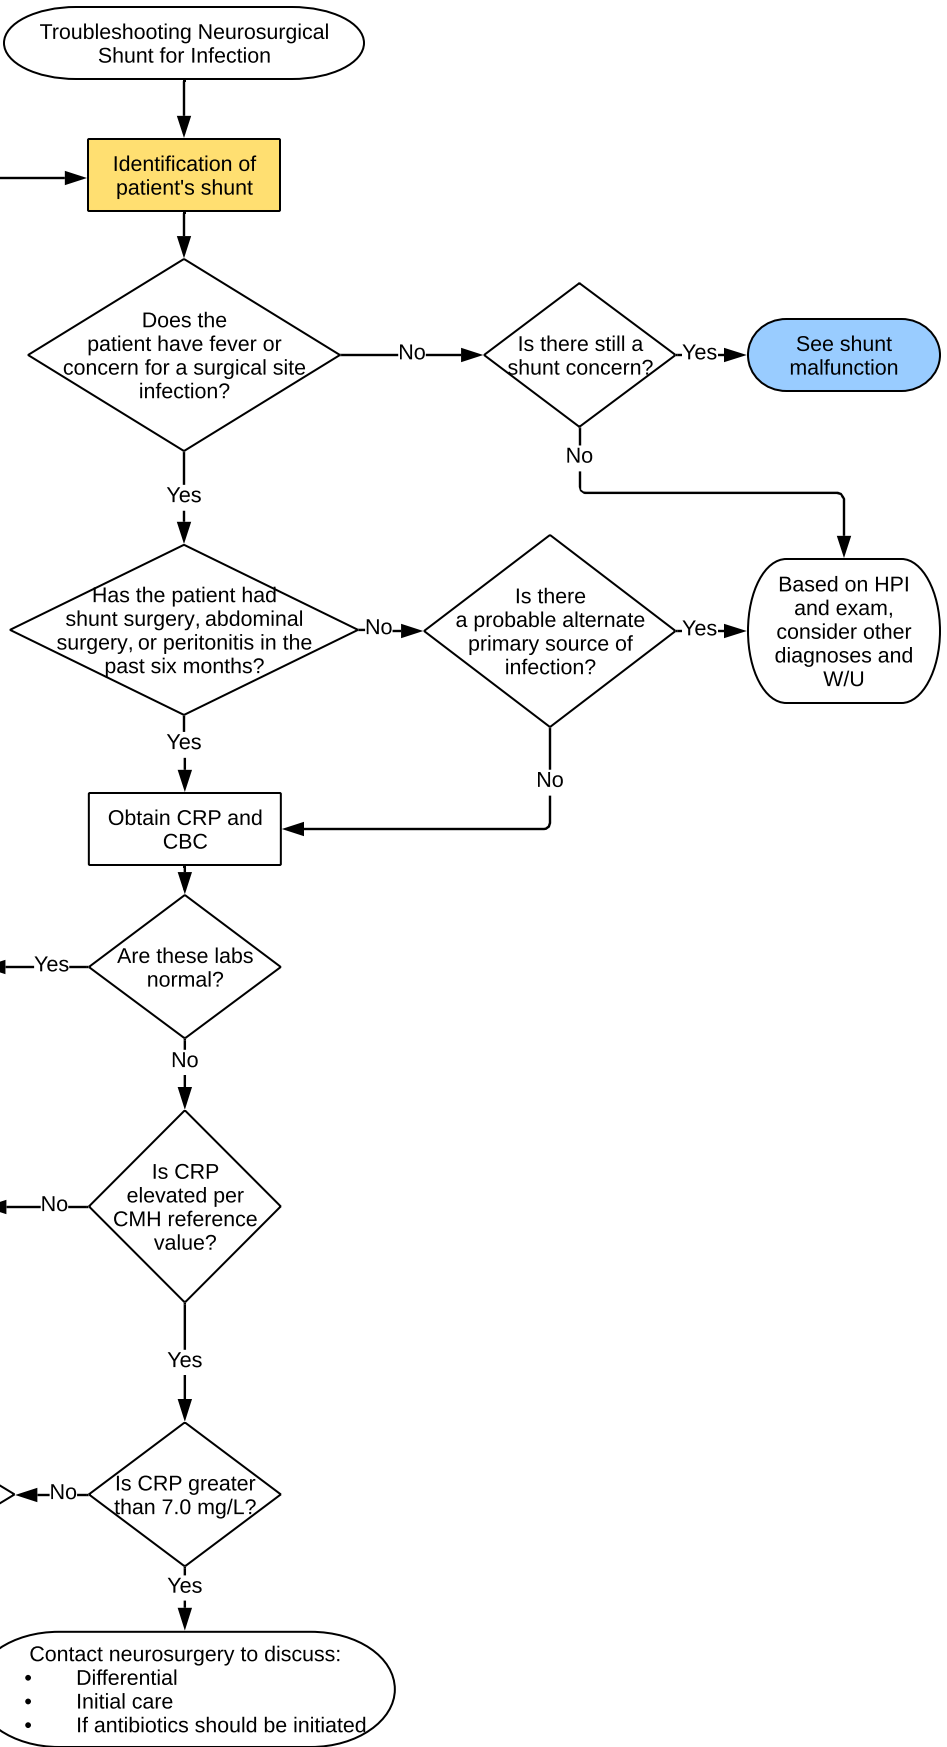 Troubleshooting Neurosurgical
Shunt for Infection
Identification of
patient's shunt
Does the
patient have fever or
concern for a surgical site
infection?
No
Is there still a
shunt concern?
Yes
See shunt
malfunction
No
Yes
Has the patient had
shunt surgery, abdominal
surgery, or peritonitis in the
past six months?
No
Is there
a probable alternate
primary source of
infection?
Yes
Based on HPI
and exam,
consider other
diagnoses and
W/U
Yes
No
Obtain CRP and
CBC
Are these labs
normal?
Yes
No
Is CRP
elevated per
CMH reference
value?
No
Yes
Is CRP greater
than 7.0 mg/L?
No
Yes
Contact neurosurgery to discuss:
• Differential
• Initial care
• If antibiotics should be initiated